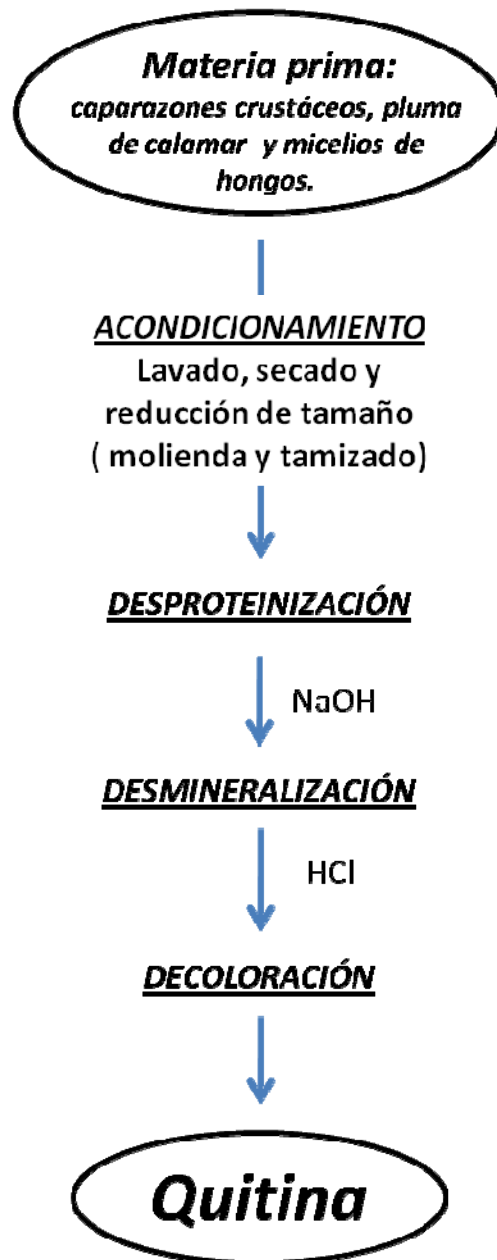 Materia prima:
caparazones crustáceos, pluma
de calamar y micelios de
hongos.
ACONDICIONAMIENTO
Lavado, secado y
reducción de tamaño
( molienda y tamizado)
DESPROTEINIZACIÓN
NaOH
DESMINERALIZACIÓN
HCl
DECOLORACIÓN
Quitina